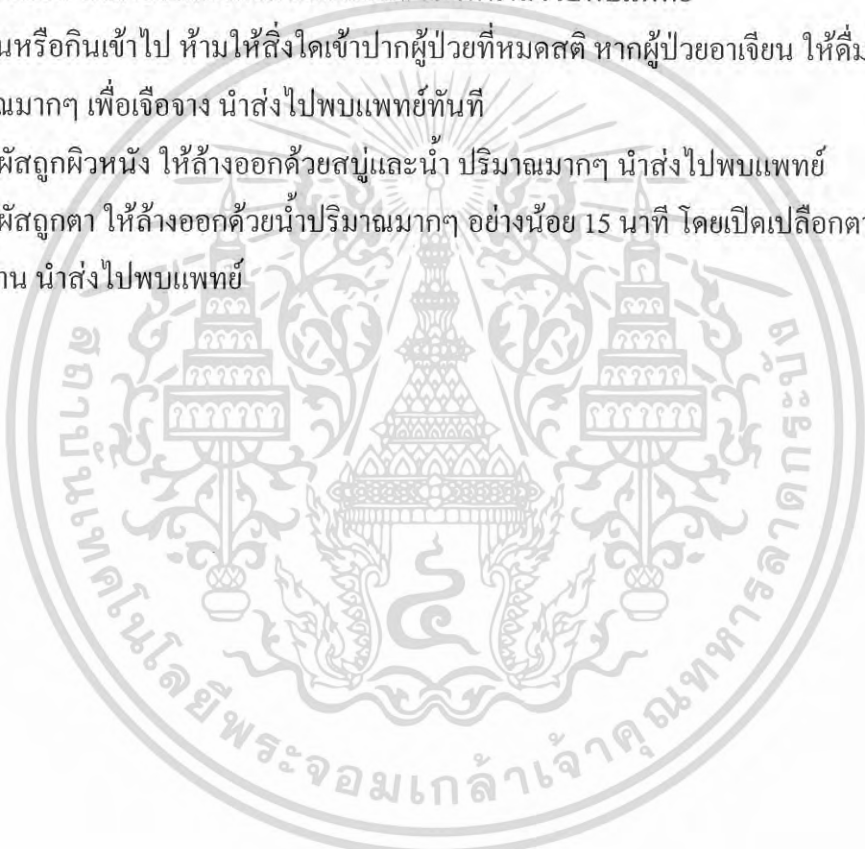 นหรือกินเข้าไป ห้ามให้สิ่งใดเข้าปากผู้ป่วยที่หมดสติ หากผู้ป่วยอาเจียน ให้ดื่ม
ณมากๆ เพื่อเจือจาง นำส่งไปพบแพทย์ทันที
ผัสถูกผิวหนัง ให้ล้างออกด้วยสบู่และน้ำ ปริมาณมากๆ นำส่งไปพบแพทย์
ผัสถูกตา ให้ล้างออกด้วยน้ำปริมาณมากๆ อย่างน้อย 15 นาที โดยเปิดเปลือกตา
าน นำส่งไปพบแพทย์
สถาบันเทคโนโลยีพระจอมเกล้าเจ้าคุณทหารลาดกระบัง
๔